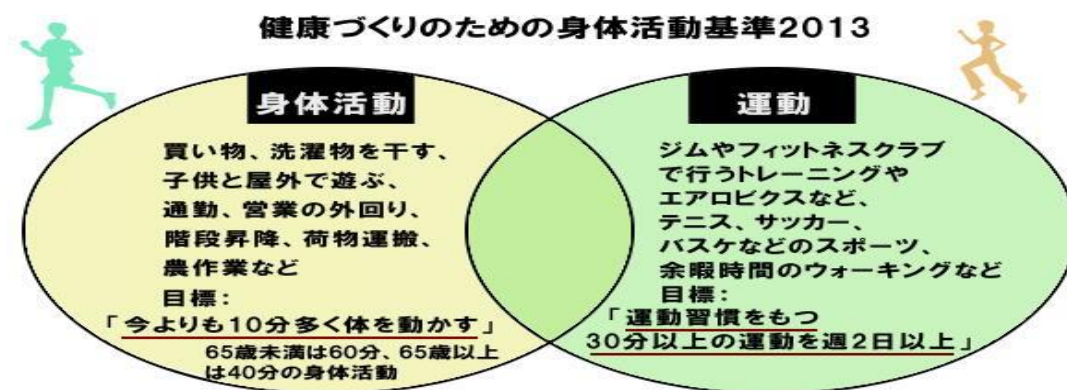 健康づくりのための身体活動基準2013
身体活動
買い物、洗濯物を干す、
子供と屋外で遊ぶ、
通勤、営業の外回り、
階段昇降、荷物運搬、
農作業など
目標：
「今よりも10分多く体を動かす」
65歳未満は60分、65歳以上
は40分の身体活動
運動
ジムやフィットネスクラブ
で行うトレーニングや
エアロビクスなど、
テニス、サッカー、
バスケなどのスポーツ、
余暇時間のウォーキングなど
目標：
「運動習慣をもつ
30分以上の運動を週2日以上」